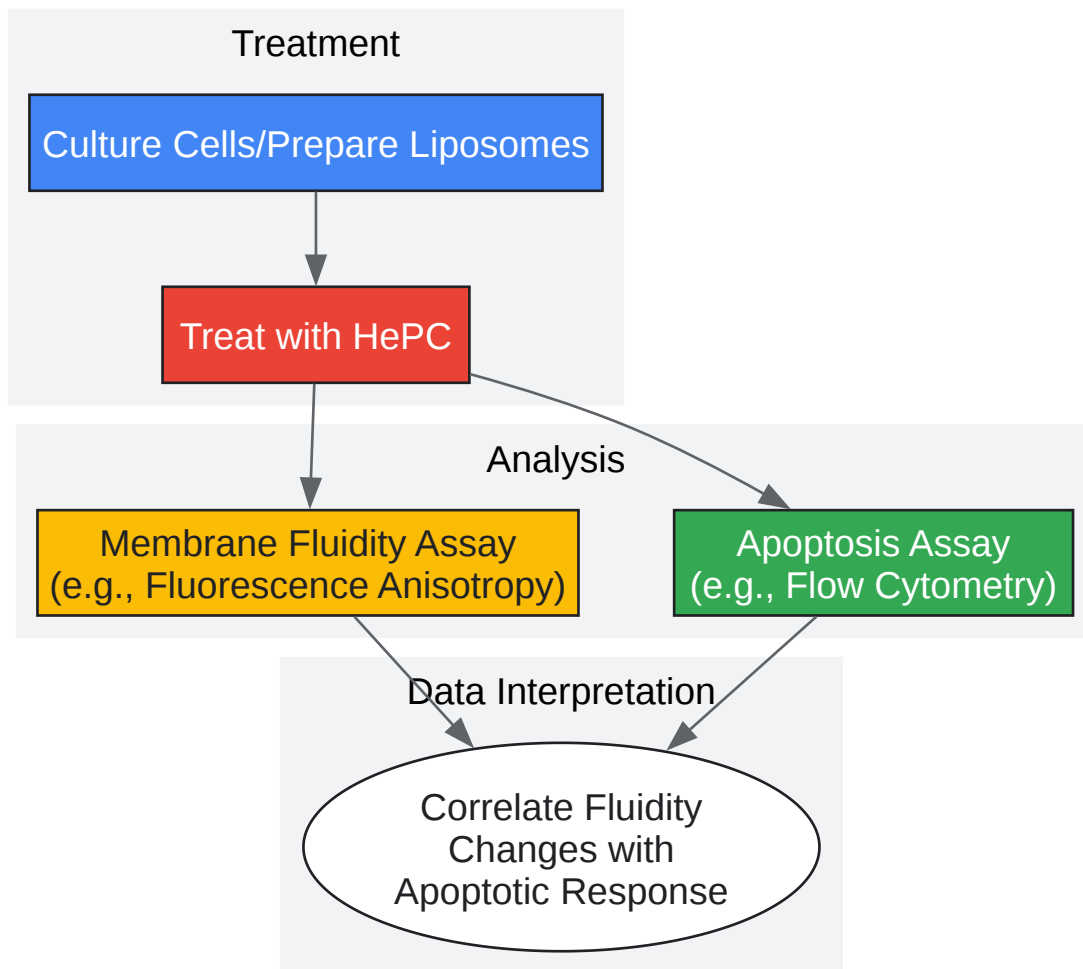 Treatment
Culture Cells/Prepare Liposomes
Treat with HePC
Analysis
Membrane Fluidity Assay
(e.g., Fluorescence Anisotropy)
Apoptosis Assay
(e.g., Flow Cytometry)
Data Interpretation
Correlate Fluidity
Changes with
Apoptotic Response